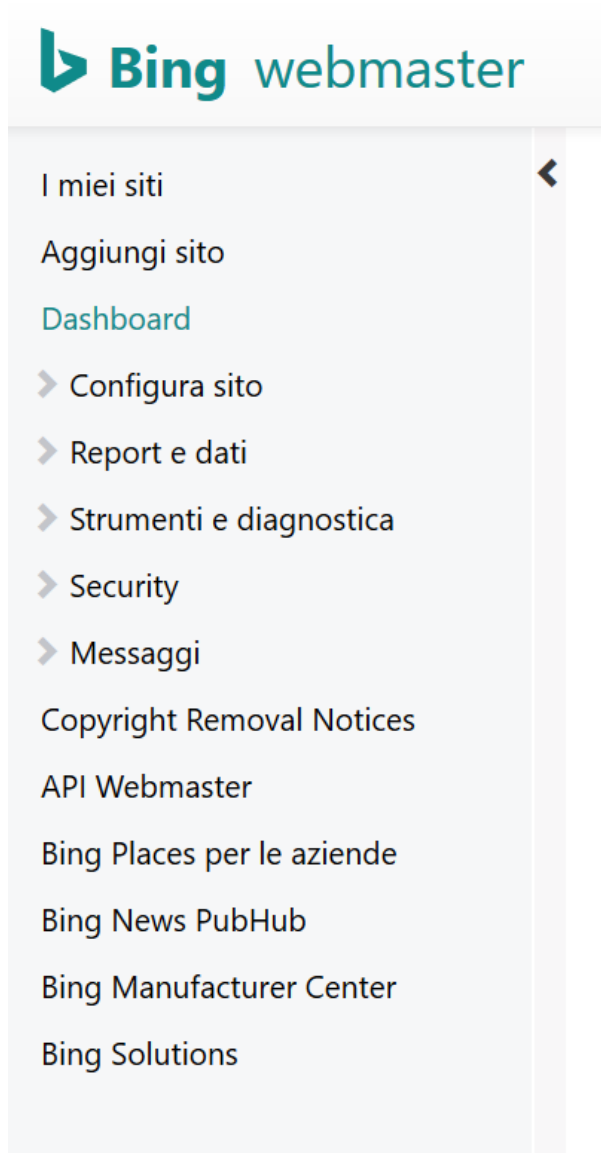 Bing webmaster
I miei siti
Aggiungi sito
Dashboard
Configura sito
Report e dati
Strumenti e diagnostica
Security
Messaggi
Copyright Removal Notices
API Webmaster
Bing Places per le aziende
Bing News PubHub
Bing Manufacturer Center
Bing Solutions